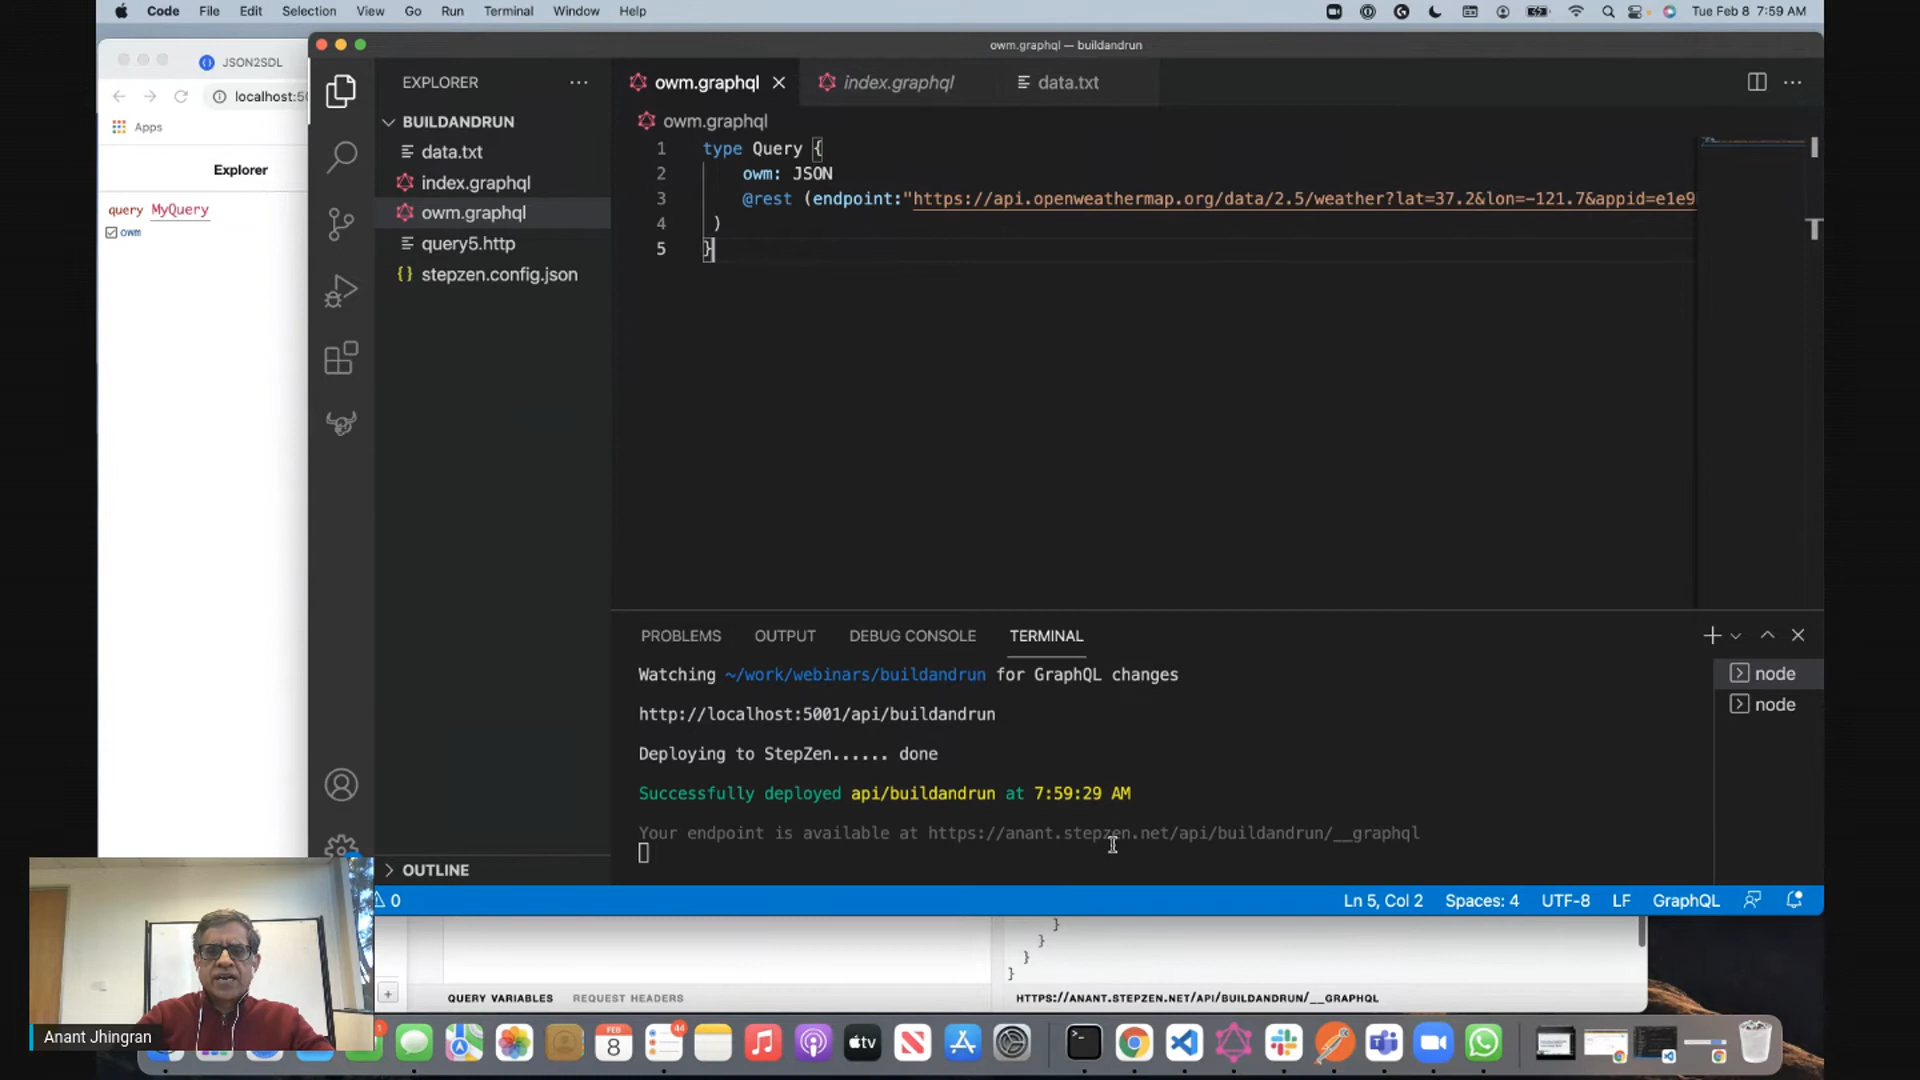 Code File Edit Selection View Go Run Terminal Window Help
Tue Feb 8 7:59 AM
owm.graphql — buildandrun
JSON2SDL
localhost:50
Apps
Explorer
query MyQuery
owm
EXPLORER
BUILDANDRUN
data.txt
index.graphql
owm.graphql
query5.http
stepzen.config.json
OUTLINE
owm.graphql
index.graphql
data.txt
owm.graphql
1 type Query {
2 owm: JSON
3 @rest (endpoint:"https://api.openweathermap.org/data/2.5/weather?lat=37.2&lon=-121.7&appid=e1e9
4 )
5 }
PROBLEMS OUTPUT DEBUG CONSOLE TERMINAL
Watching ~/work/webinars/buildandrun for GraphQL changes
http://localhost:5001/api/buildandrun
Deploying to StepZen...... done
Successfully deployed api/buildandrun at 7:59:29 AM
Your endpoint is available at https://anant.stepzen.net/api/buildandrun/__graphql
node
node
0
Ln 5, Col 2 Spaces: 4 UTF-8 LF GraphQL
}
}
}
}
QUERY VARIABLES REQUEST HEADERS
HTTPS://ANANT.STEPZEN.NET/API/BUILDANDRUN/__GRAPHQL
Anant Jhingran
FEB
8
44
tv